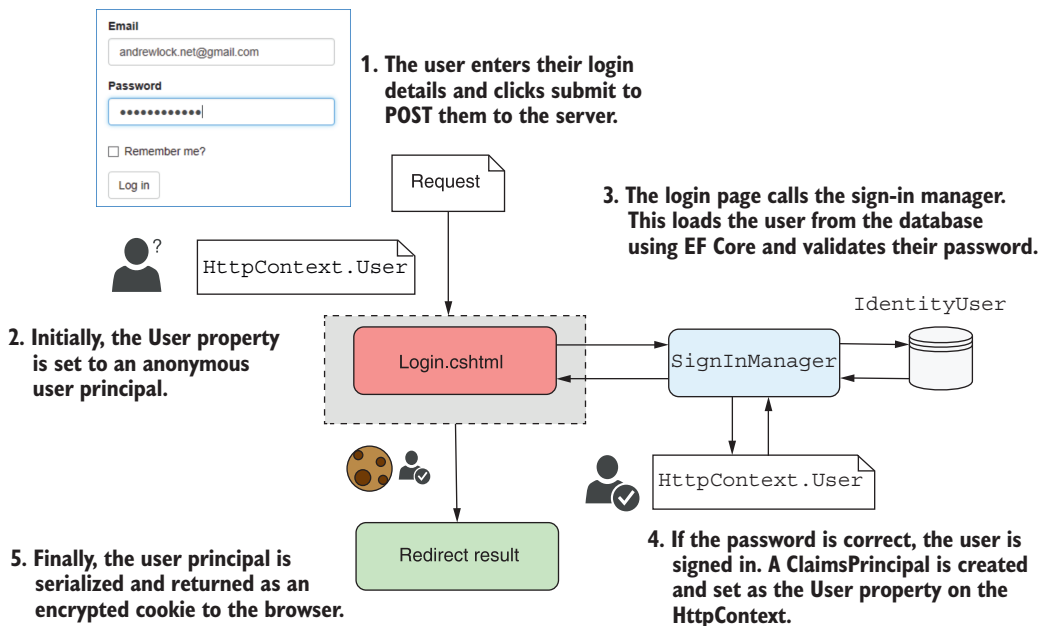 Email
andrewlock.net@gmail.com
Password
Remember me?
Log in
1. The user enters their login
details and clicks submit to
POST them to the server.
Request
3. The login page calls the sign-in manager.
This loads the user from the database
using EF Core and validates their password.
?
HttpContext.User
IdentityUser
2. Initially, the User property
is set to an anonymous
user principal.
Login.cshtml
SignInManager
HttpContext.User
Redirect result
4. If the password is correct, the user is
signed in. A ClaimsPrincipal is created
and set as the User property on the
HttpContext.
5. Finally, the user principal is
serialized and returned as an
encrypted cookie to the browser.